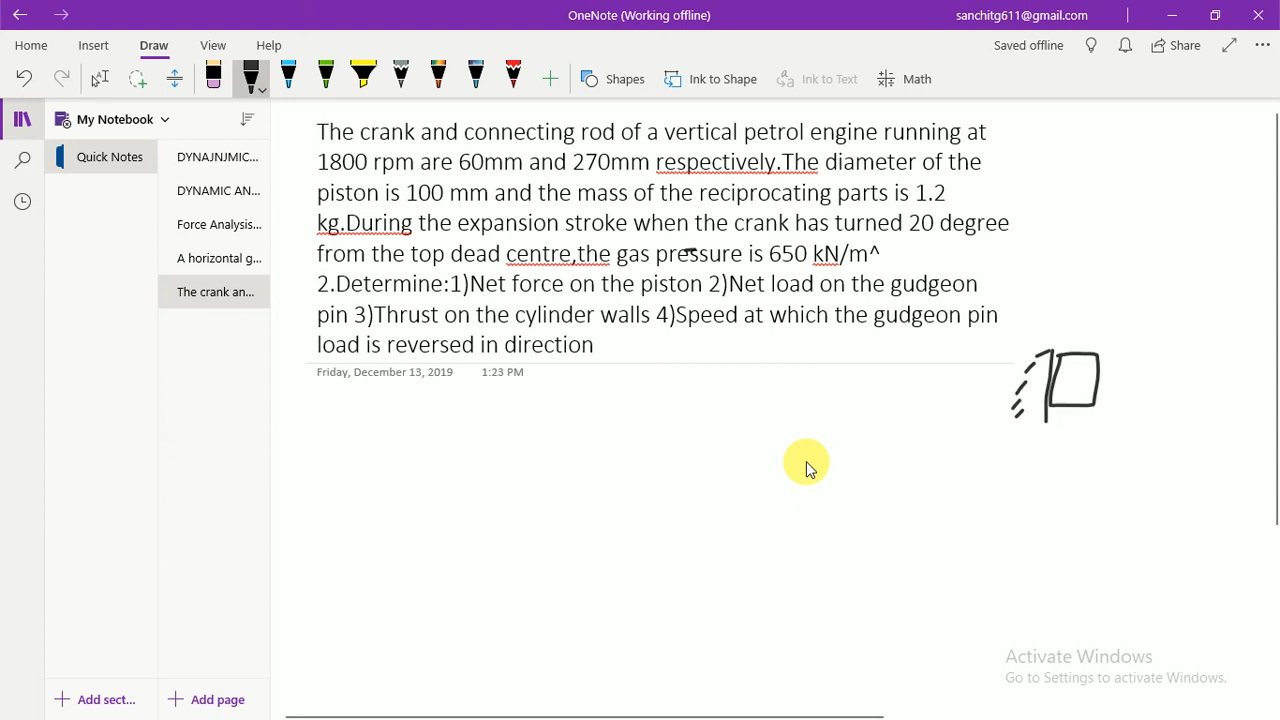 OneNote (Working offline)
sanchitg611@gmail.com
Home Insert Draw View Help
Saved offline
Share
Shapes
Ink to Shape
Ink to Text
Math
My Notebook
Quick Notes
DYNAJNJMIC...
DYNAMIC AN...
Force Analysis...
A horizontal g...
The crank an...
The crank and connecting rod of a vertical petrol engine running at
1800 rpm are 60mm and 270mm respectively.The diameter of the
piston is 100 mm and the mass of the reciprocating parts is 1.2
kg.During the expansion stroke when the crank has turned 20 degree
from the top dead centre,the gas pressure is 650 kN/m^
2.Determine:1)Net force on the piston 2)Net load on the gudgeon
pin 3)Thrust on the cylinder walls 4)Speed at which the gudgeon pin
load is reversed in direction
Friday, December 13, 2019 1:23 PM
Activate Windows
Go to Settings to activate Windows.
Add sect...
Add page